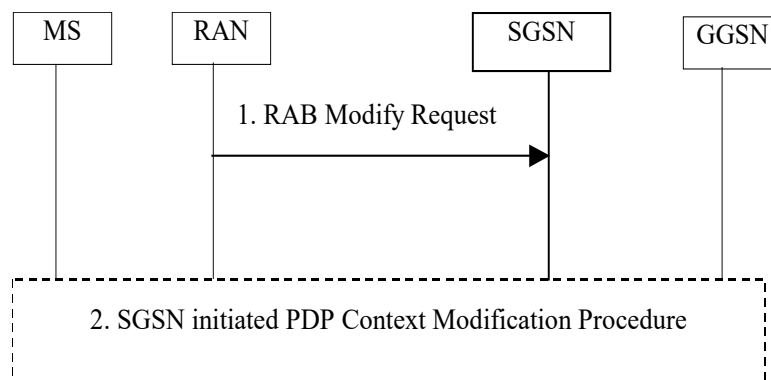 MS
RAN
SGSN
GGSN
1. RAB Modify Request
2. SGSN initiated PDP Context Modification Procedure